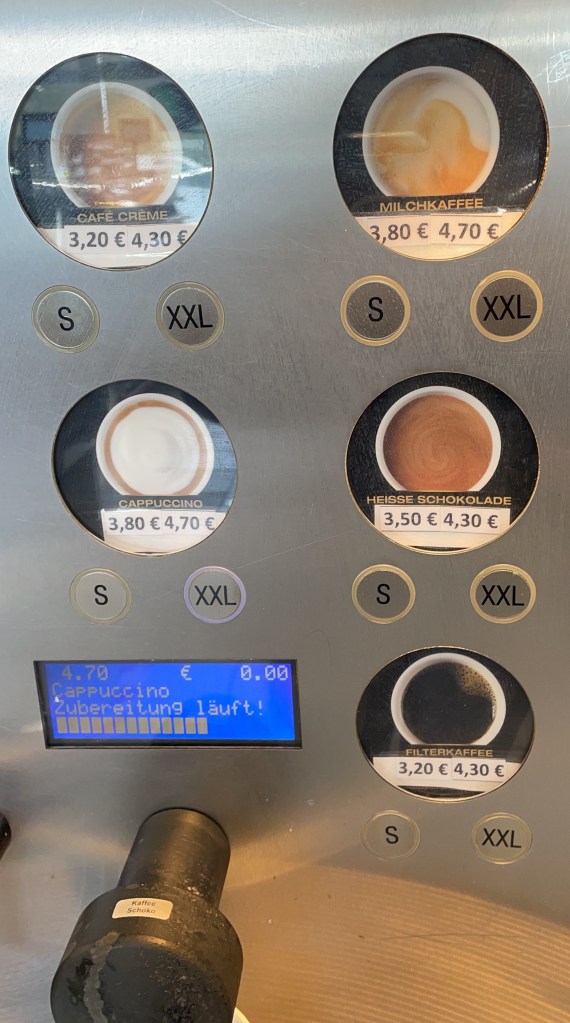 CAFÉ CRÈME
3,20 € 4,30 €
S XXL
MILCHKAFFEE
3,80 € 4,70 €
S XXL
CAPPUCCINO
3,80 € 4,70 €
S XXL
HEISSE SCHOKOLADE
3,50 € 4,30 €
S XXL
4.70 € 0.00
Cappuccino
Zubereitung läuft!
FILTERKAFFEE
3,20 € 4,30 €
S XXL
Kaffee
Schoko